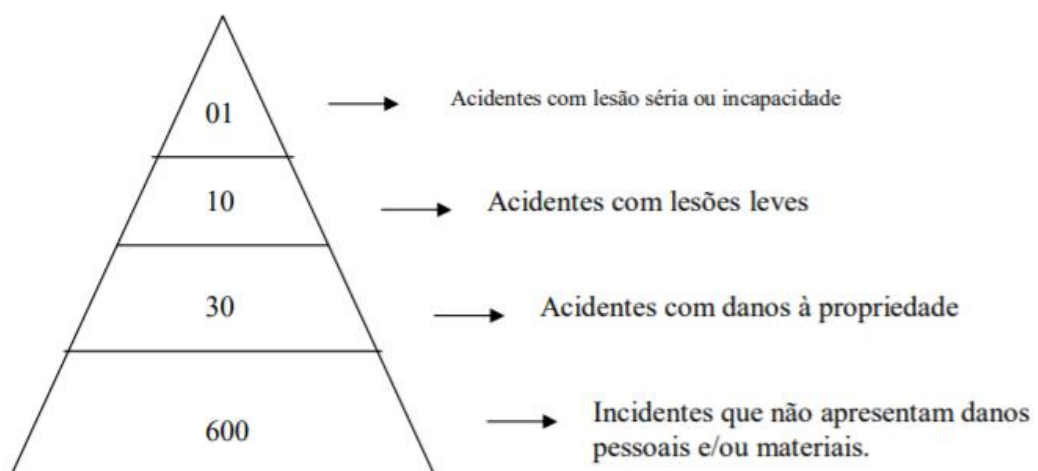 01
Acidentes com lesão séria ou incapacidade
10
Acidentes com lesões leves
30
Acidentes com danos à propriedade
600
Incidentes que não apresentam danos
pessoais e/ou materiais.